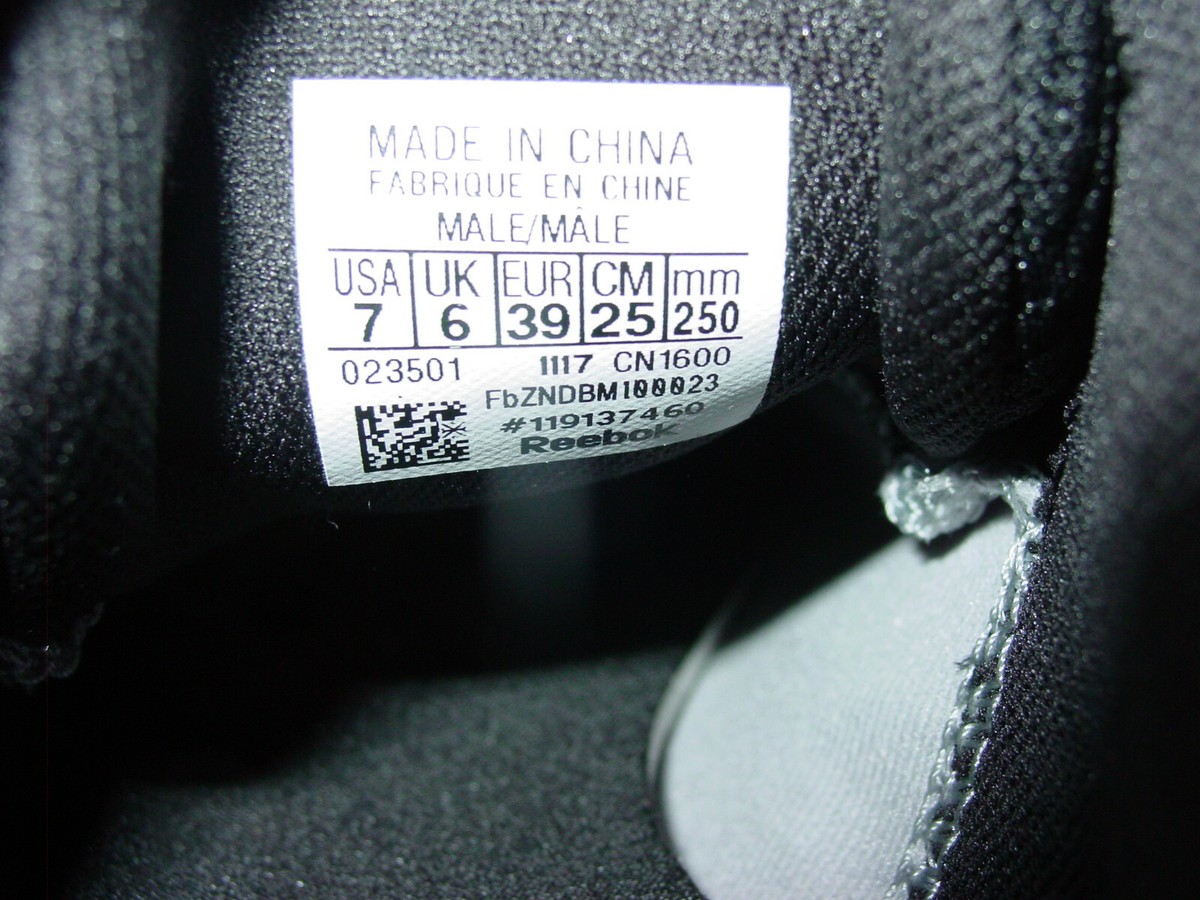 MADE IN CHINA
FABRIQUE EN CHINE
MALE/MÂLE
USA UK EUR CM mm
7 6 39 25 250
023501 1117 CN1600
FbZNDBM100023
#119137460
Reebok